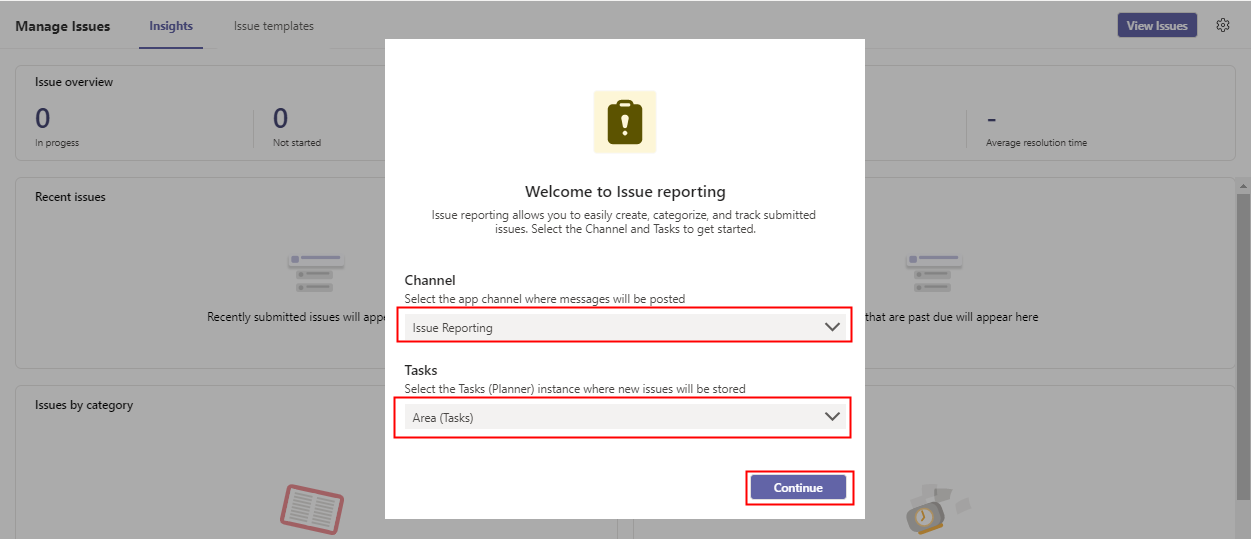 Manage Issues
Insights
Issue templates
View Issues
Issue overview
0
In progess
0
Not started
-
Average resolution time
Recent issues
Recently submitted issues will appe
that are past due will appear here
Issues by category
Welcome to Issue reporting
Issue reporting allows you to easily create, categorize, and track submitted
issues. Select the Channel and Tasks to get started.
Channel
Select the app channel where messages will be posted
Issue Reporting
Tasks
Select the Tasks (Planner) instance where new issues will be stored
Area (Tasks)
Continue